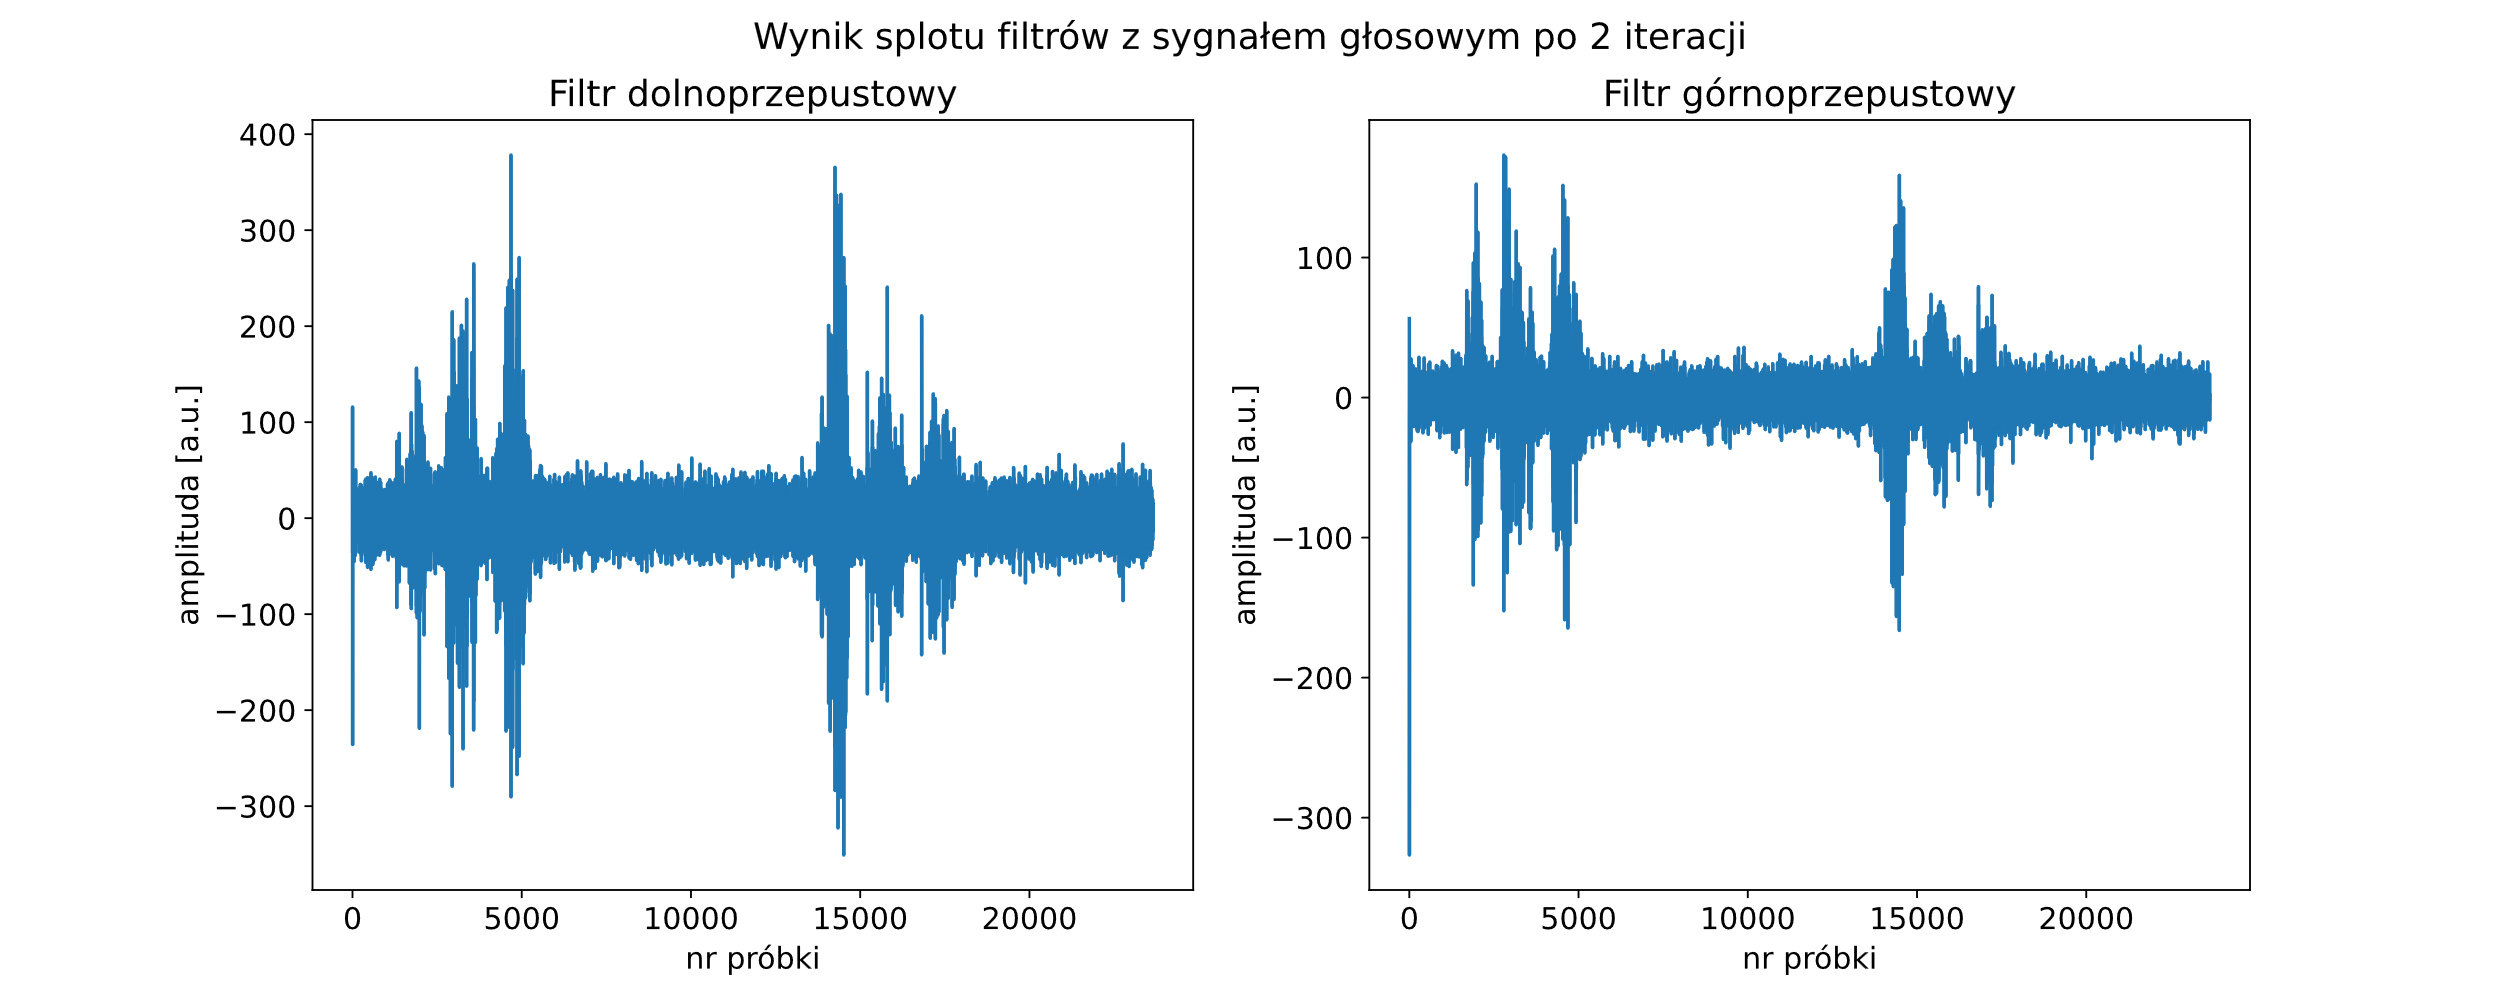 Wynik splotu filtrów z sygnałem głosowym po 2 iteracji
Filtr dolnoprzepustowy
400
300
200
100
0
−100
−200
−300
amplituda [a.u.]
0 5000 10000 15000 20000
nr próbki
Filtr górnoprzepustowy
100
0
−100
−200
−300
amplituda [a.u.]
0 5000 10000 15000 20000
nr próbki